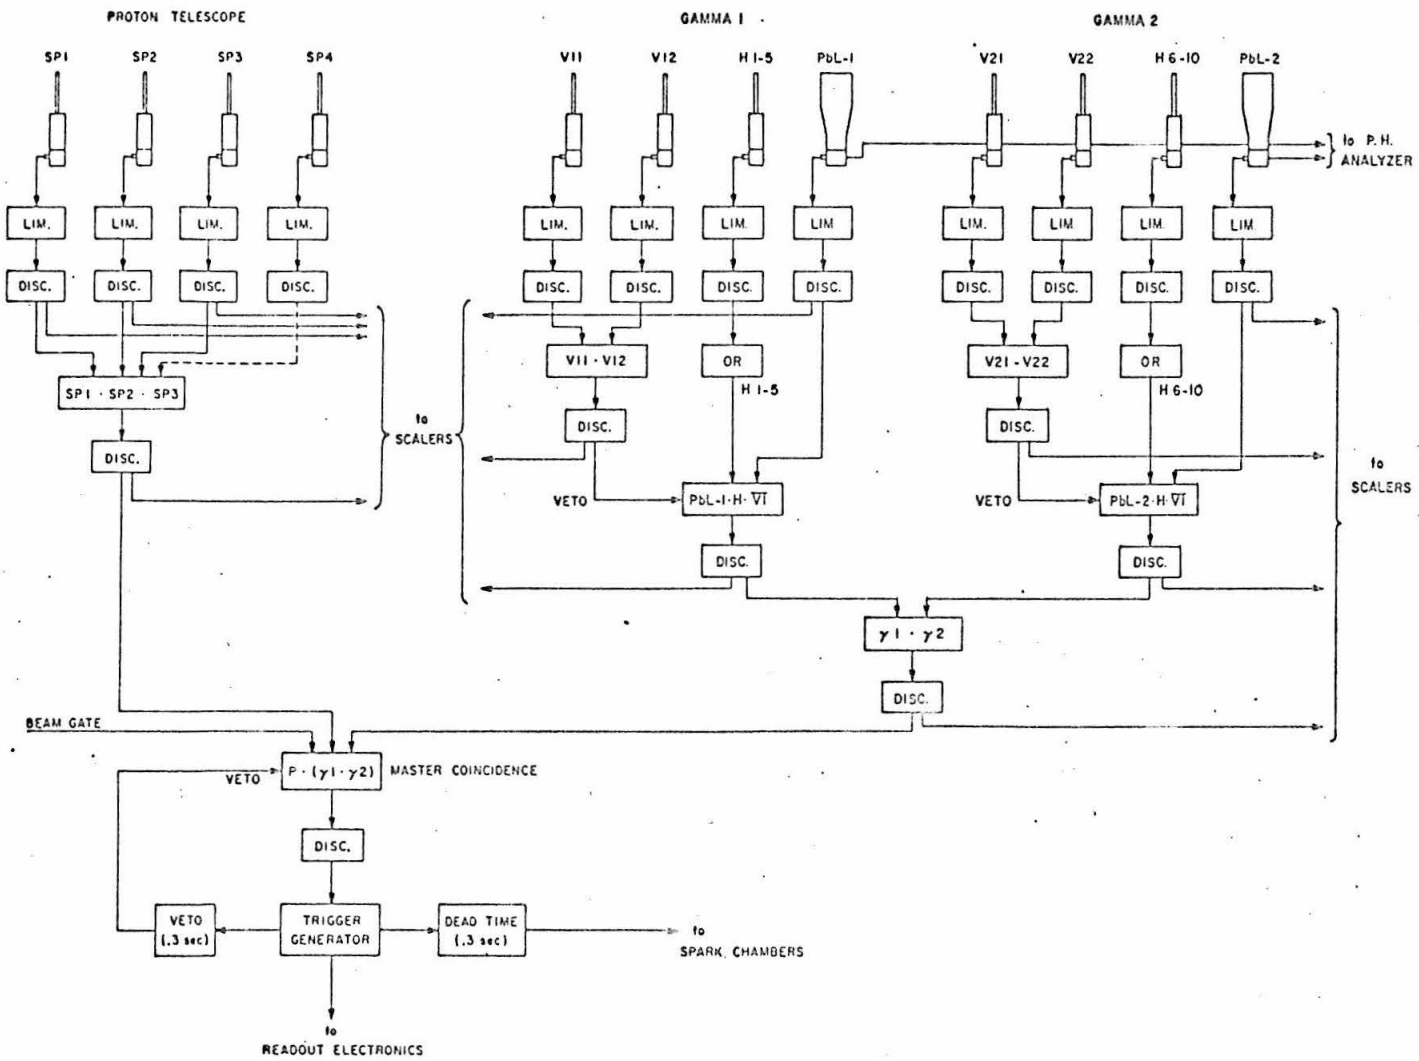 PROTON TELESCOPE
GAMMA 1
GAMMA 2
SP1 SP2 SP3 SP4
V11 V12 H 1-5 PbL-1
V21 V22 H 6-10 PbL-2
to P.H.
ANALYZER
LIM. LIM. LIM. LIM.
LIM. LIM. LIM LIM
LIM. LIM LIM LIM
DISC. DISC. DISC. DISC.
DISC. DISC. DISC. DISC.
DISC. DISC. DISC. DISC.
V11 · V12
OR
V21-V22
OR
SP1 · SP2 · SP3
H 1-5
H 6-10
to
SCALERS
DISC.
DISC.
DISC.
to
SCALERS
VETO
PbL-1·H·V̅I̅
VETO
PbL-2·H·V̅I̅
DISC.
DISC.
γ1 · γ2
DISC.
BEAM GATE
VETO
P · (γ1 · γ2)
MASTER COINCIDENCE
DISC.
VETO
(.3 sec)
TRIGGER
GENERATOR
DEAD TIME
(.3 sec)
to
SPARK CHAMBERS
to
READOUT ELECTRONICS